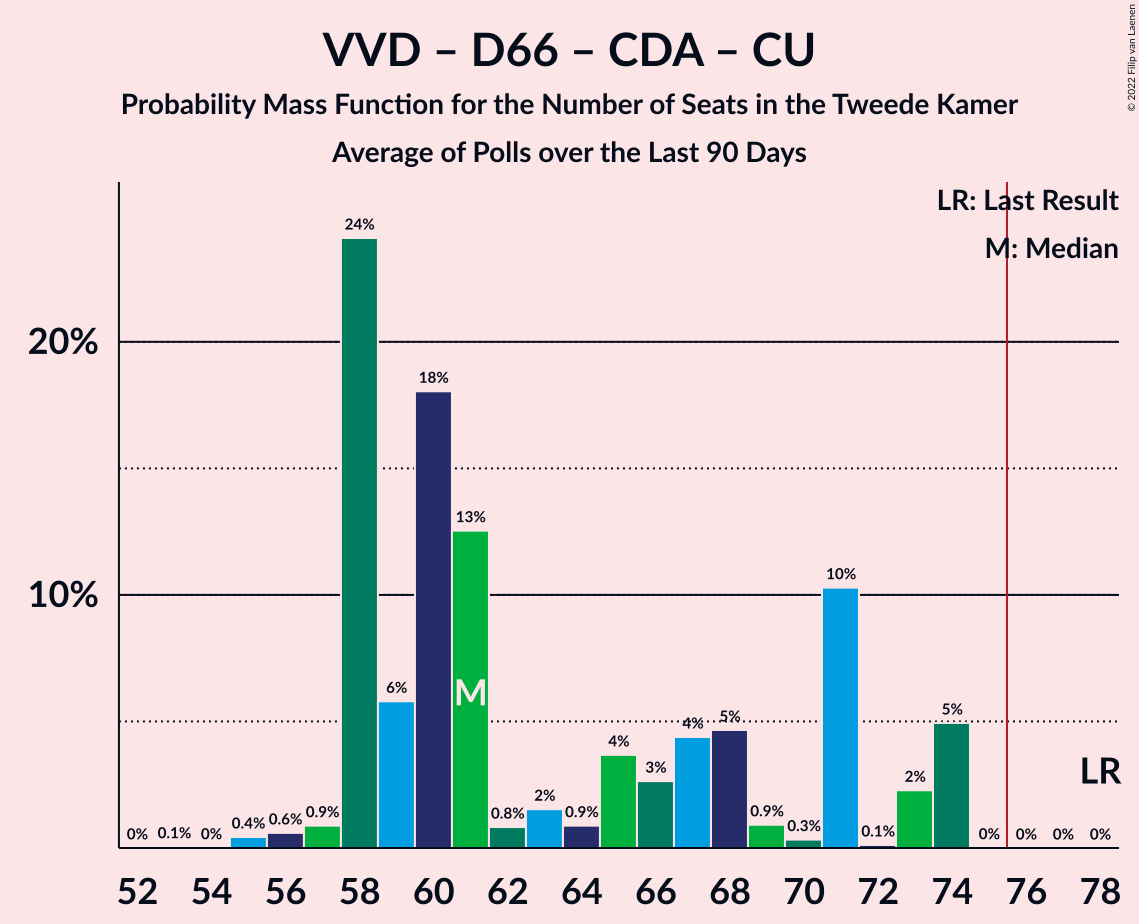 VVD – D66 – CDA – CU
Probability Mass Function for the Number of Seats in the Tweede Kamer
Average of Polls over the Last 90 Days
© 2022 Filip van Laenen
LR: Last Result
M: Median
20%
10%
0% 0.1% 0% 0.4% 0.6% 0.9% 24% 6% 18% 13% 0.8% 2% 0.9% 4% 3% 4% 5% 0.9% 0.3% 10% 0.1% 2% 5% 0% 0% 0% 0%
M
LR
52 54 56 58 60 62 64 66 68 70 72 74 76 78